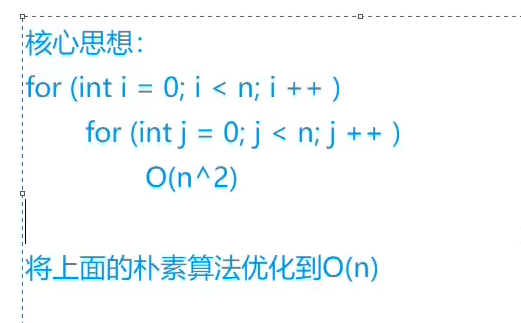 核心思想：
for (int i = 0; i < n; i ++ )
for (int j = 0; j < n; j ++ )
O(n^2)
将上面的朴素算法优化到O(n)